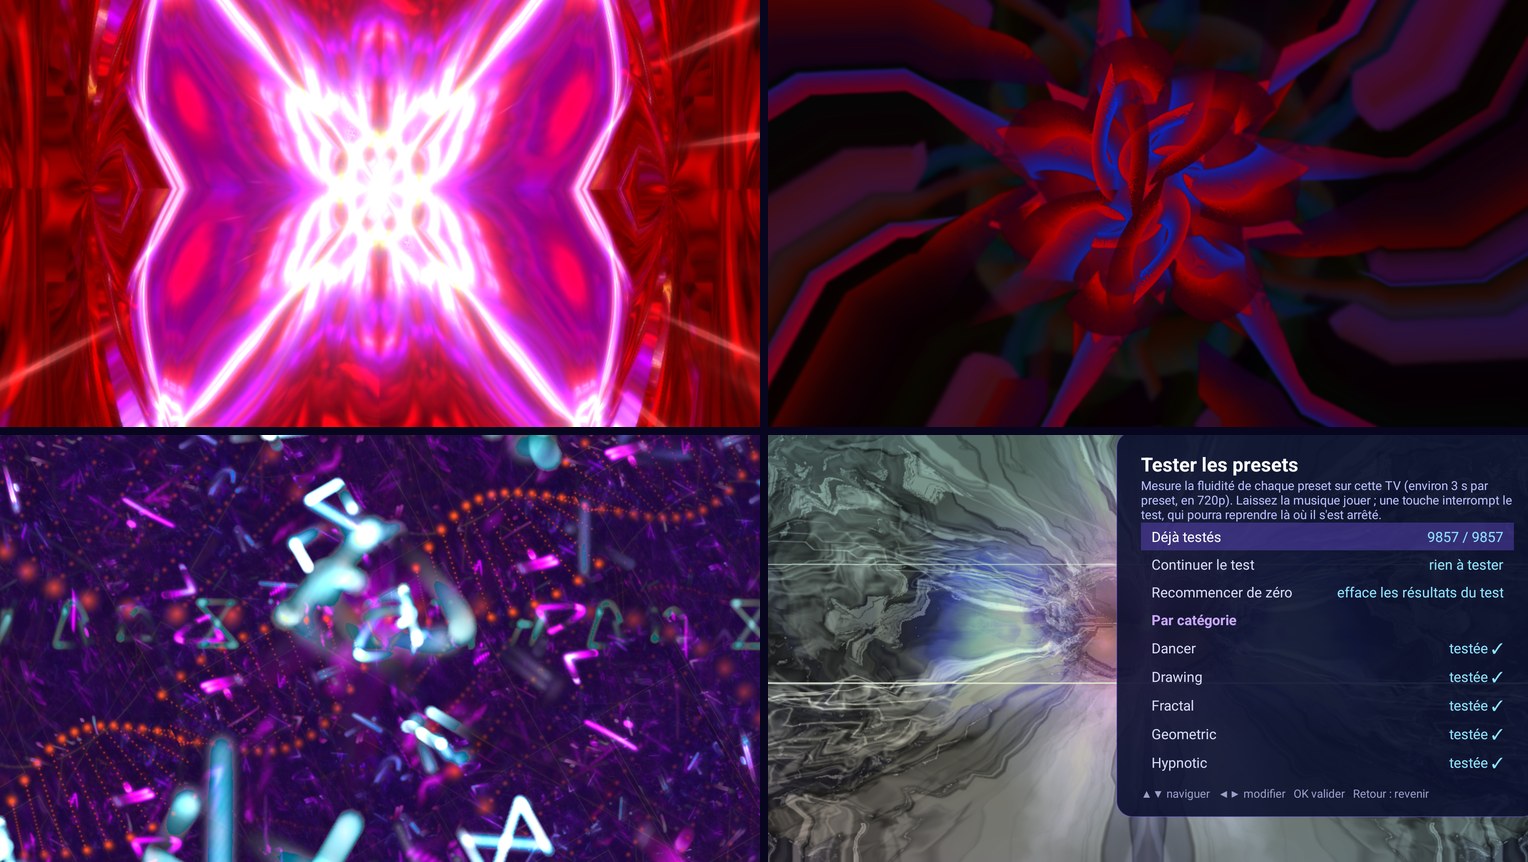 Tester les presets
Mesure la fluidité de chaque preset sur cette TV (environ 3 s par
preset, en 720p). Laissez la musique jouer ; une touche interrompt le
test, qui pourra reprendre là où il s'est arrêté.
Déjà testés 9857 / 9857
Continuer le test rien à tester
Recommencer de zéro efface les résultats du test
Par catégorie
Dancer testée ✓
Drawing testée ✓
Fractal testée ✓
Geometric testée ✓
Hypnotic testée ✓
▲▼ naviguer ◄► modifier OK valider Retour : revenir